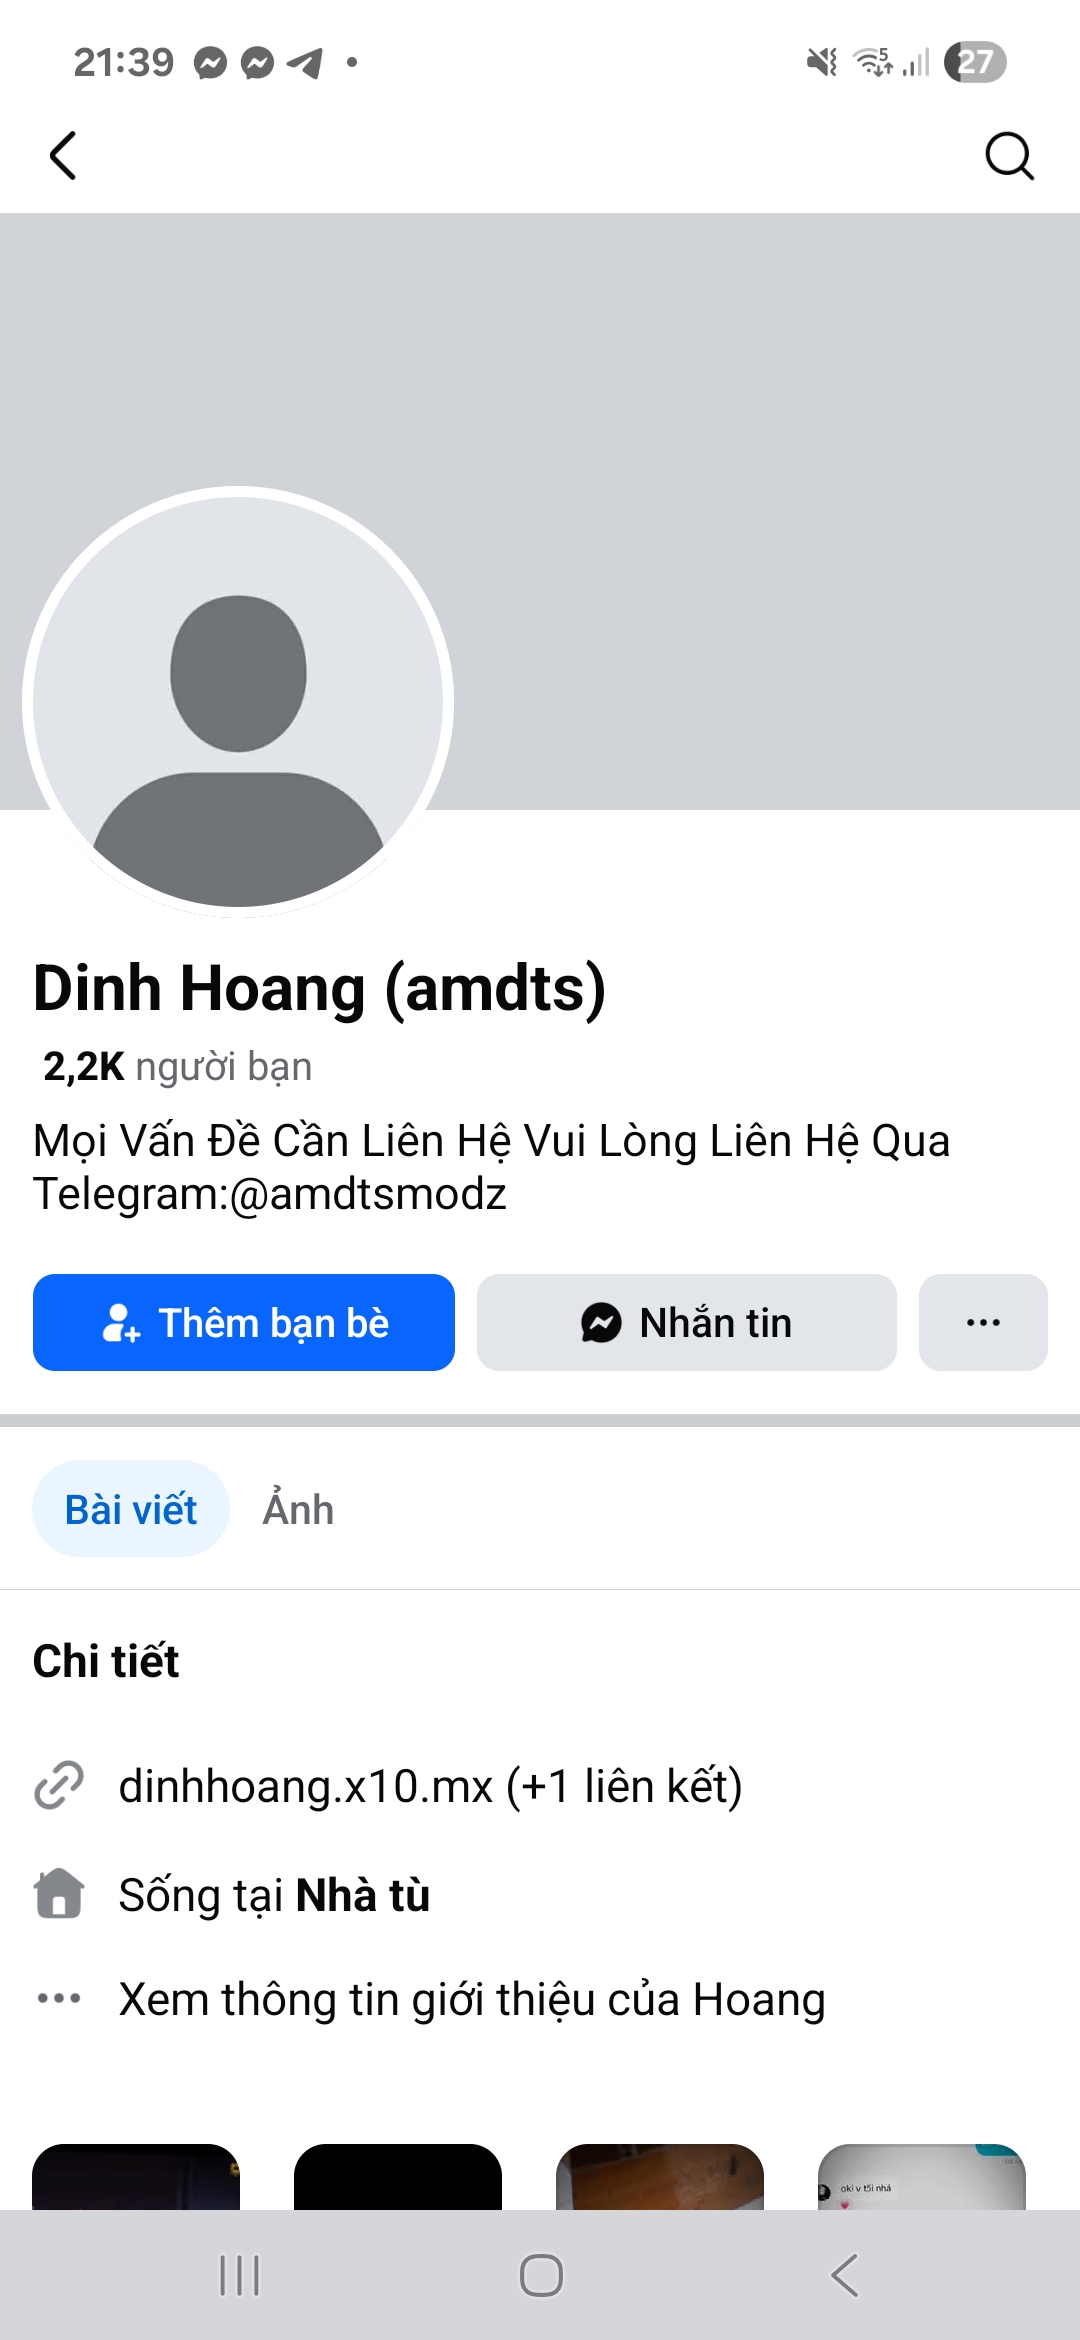 21:39
5
27
Dinh Hoang (amdts)
2,2K người bạn
Mọi Vấn Đề Cần Liên Hệ Vui Lòng Liên Hệ Qua
Telegram:@amdtsmodz
Thêm bạn bè
Nhắn tin
Bài viết
Ảnh
Chi tiết
dinhhoang.x10.mx (+1 liên kết)
Sống tại Nhà tù
Xem thông tin giới thiệu của Hoang
oki v tối nhá